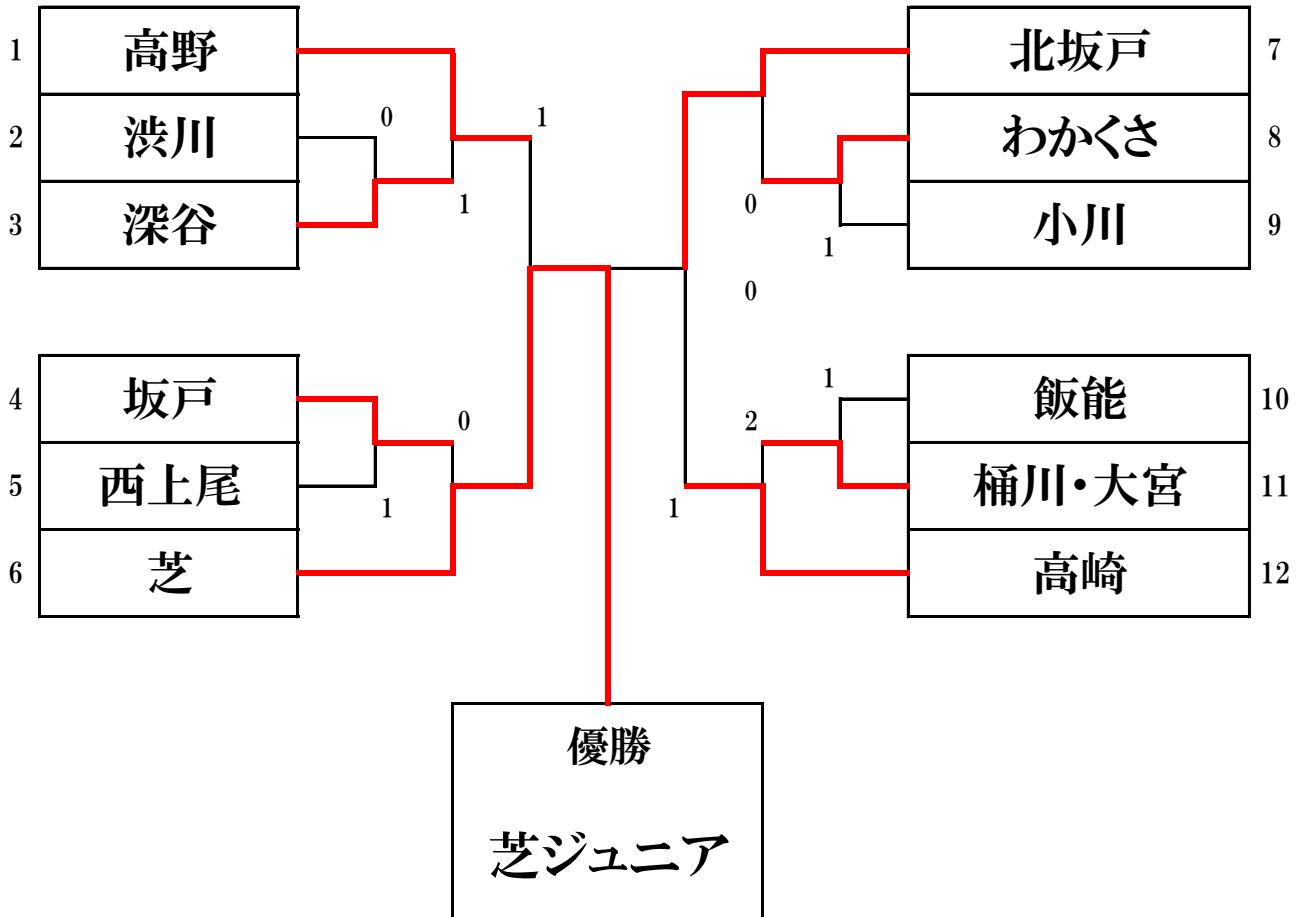 1 高野
2 渋川
3 深谷
0
1
1
4 坂戸
5 西上尾
6 芝
0
1
北坂戸 7
わかくさ 8
小川 9
0
1
0
飯能 10
桶川・大宮 11
高崎 12
1
2
1
優勝
芝ジュニア